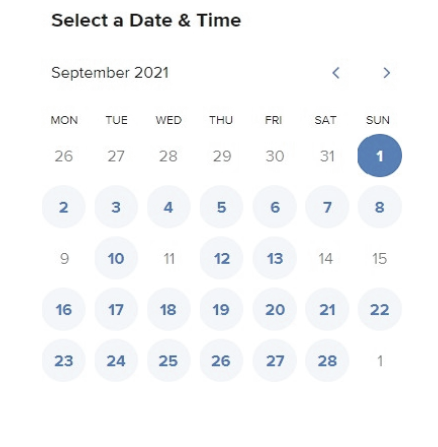 Select a Date & Time
September 2021
MON TUE WED THU FRI SAT SUN
26 27 28 29 30 31 1
2 3 4 5 6 7 8
9 10 11 12 13 14 15
16 17 18 19 20 21 22
23 24 25 26 27 28 1